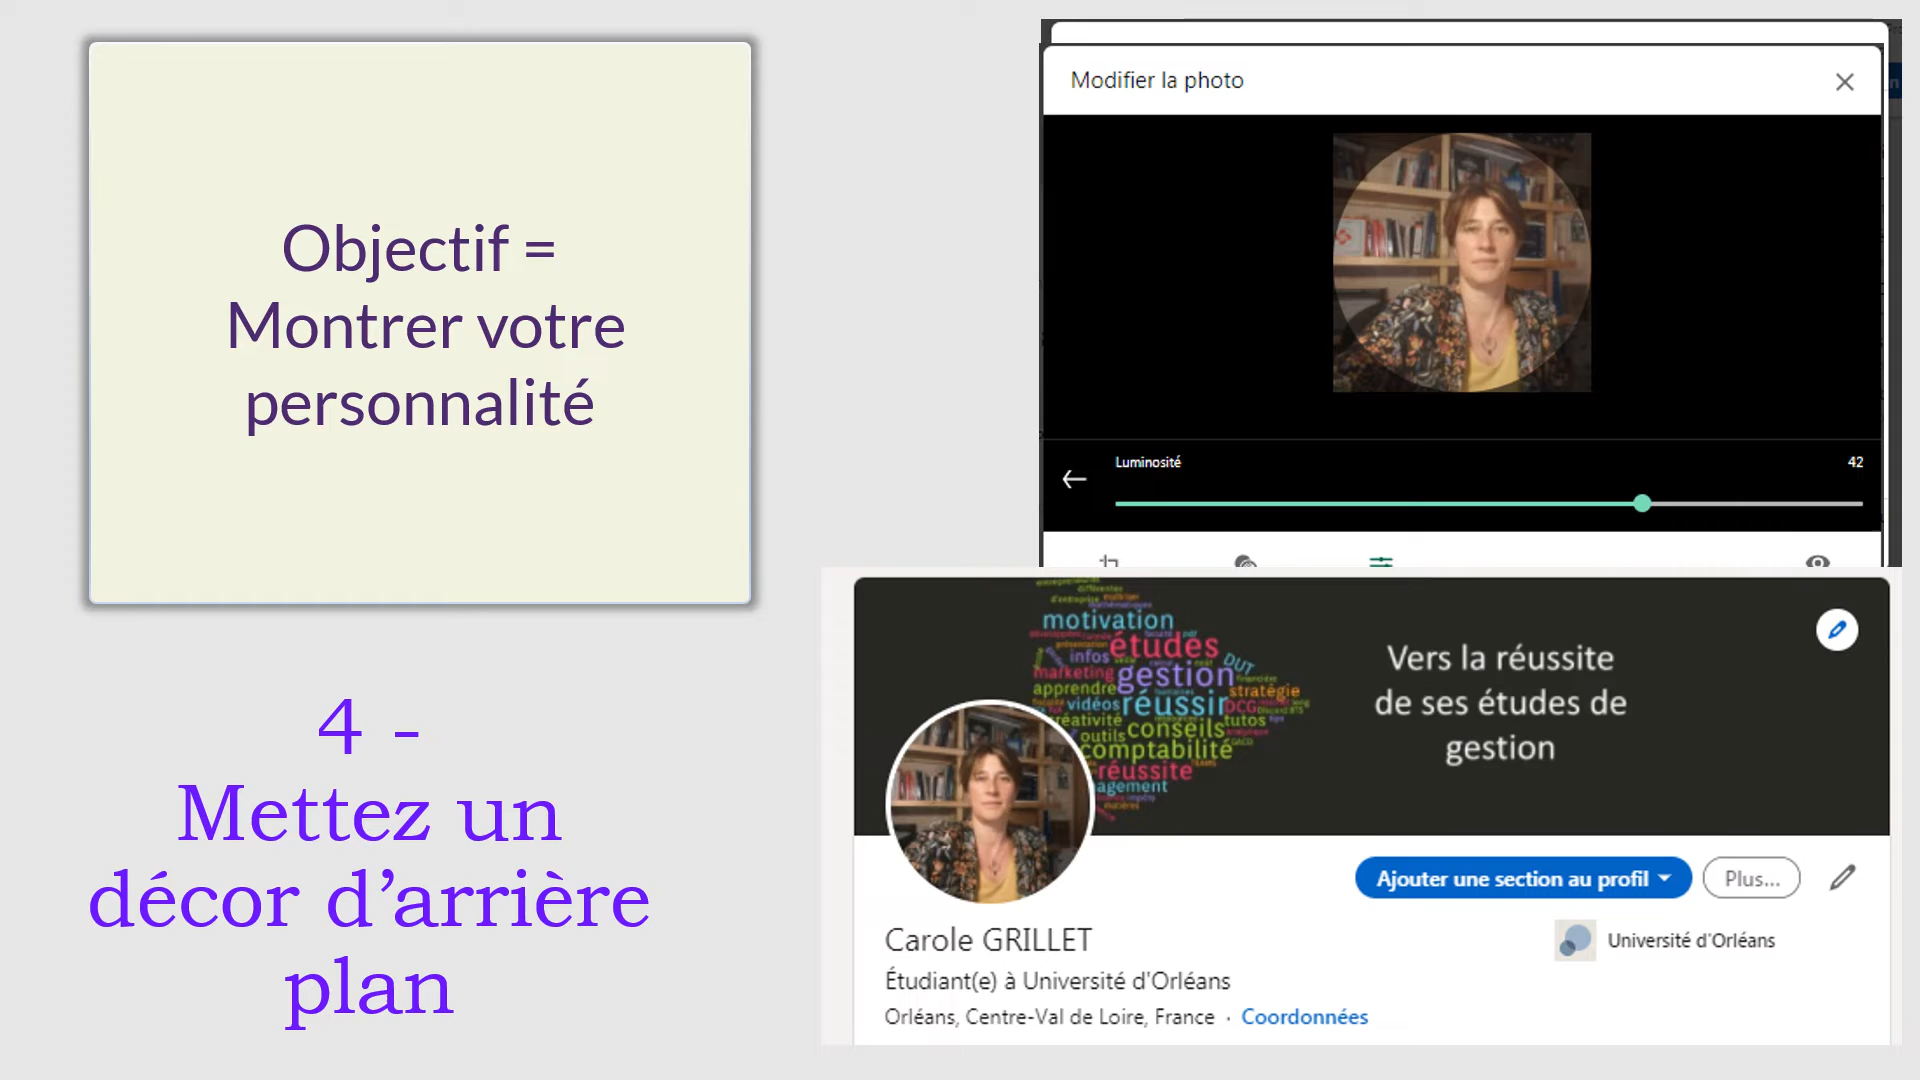 Objectif =
Montrer votre
personnalité
4 -
Mettez un
décor d’arrière
plan
Modifier la photo
Luminosité
42
motivation
études
infos
DUT
marketing
gestion
apprendre
stratégie
vidéos
réussir
DCG
créativité
conseils
tutos
outils
comptabilité
réussite
Vers la réussite
de ses études de
gestion
Ajouter une section au profil
Plus...
Carole GRILLET
Université d'Orléans
Étudiant(e) à Université d'Orléans
Orléans, Centre-Val de Loire, France · Coordonnées